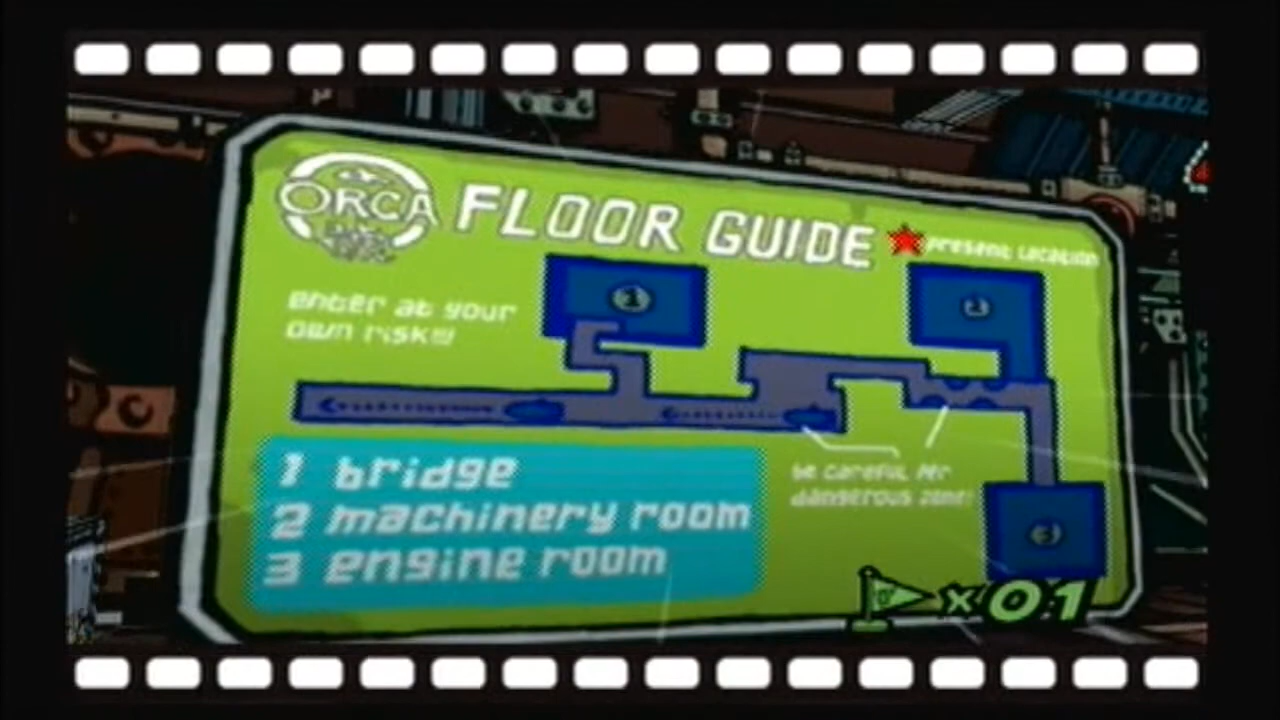 ORCA
FLOOR GUIDE
present location
enter at your
own risk!!!
1
2
3
be careful for
dangerous zone!
1 bridge
2 machinery room
3 engine room
x 01